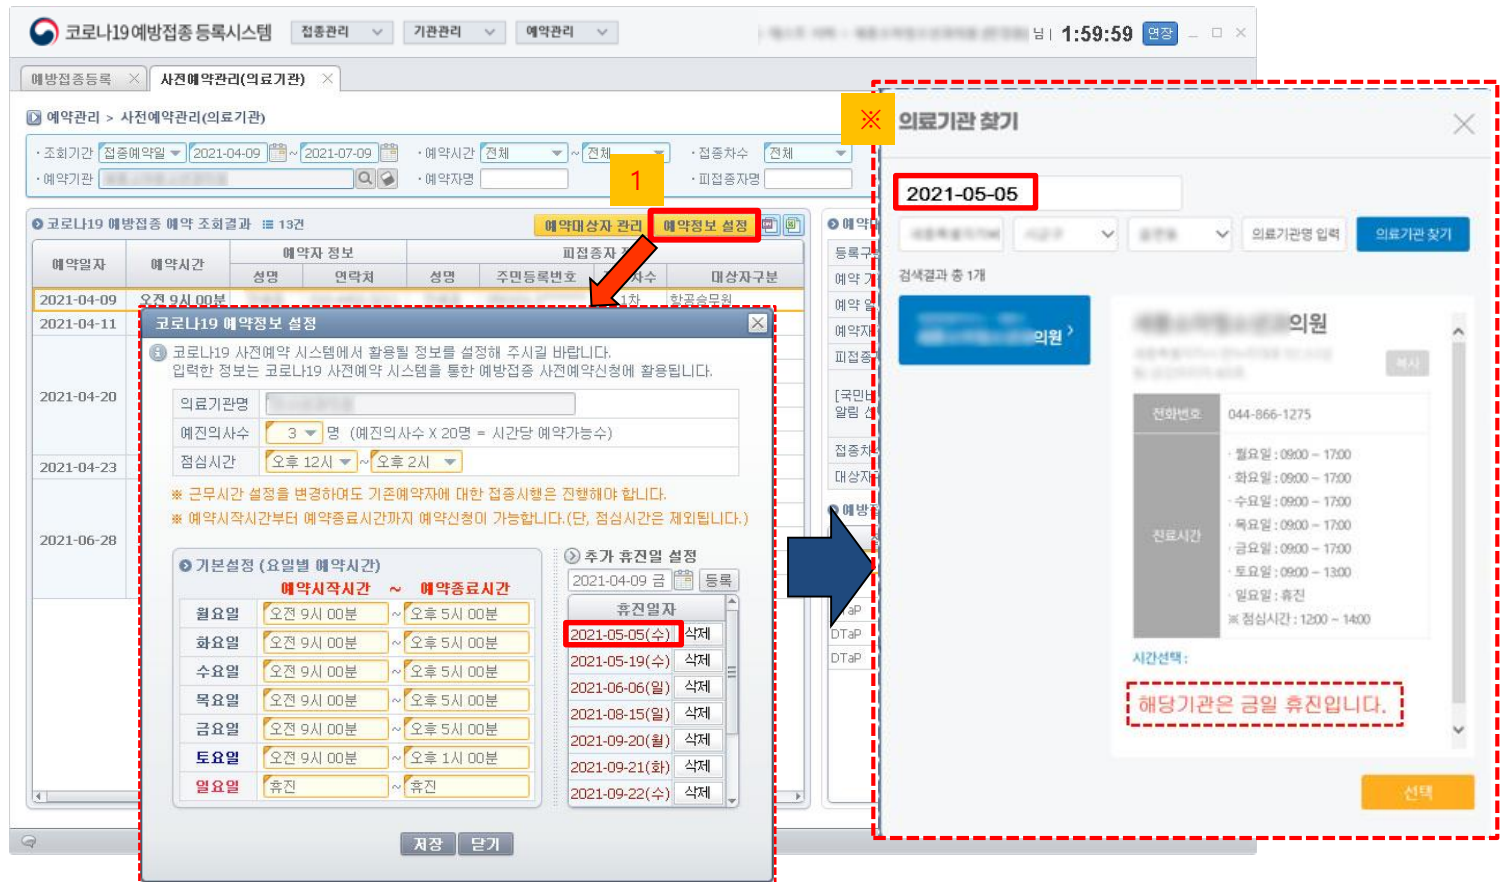 코로나19 예방접종 등록시스템
접종관리
기관관리
예약관리
님 | 1:59:59 연장
예방접종등록
사전예약관리(의료기관)
예약관리 > 사전예약관리(의료기관)
· 조회기간 접종예약일 2021-04-09 ~ 2021-07-09 · 예약시간 전체 ~ 전체 · 접종차수 전체
· 예약기관 · 예약자명 · 피접종자명
1
코로나19 예방접종 예약 조회결과 13건
예약대상자 관리 예약정보 설정
예약일자 예약시간 예약자 정보 피접종자
성명 연락처 성명 주민등록번호 차수 대상자구분
2021-04-09 오전 9시 00분 1차 항공승무원
2021-04-11
2021-04-20
2021-04-23
2021-06-28
등록구
예약
예약
예약자
피접종
[국민비
알림
접종차
대상자
예방접
DTaP
DTaP
코로나19 예약정보 설정
코로나19 사전예약 시스템에서 활용될 정보를 설정해 주시길 바랍니다.
입력한 정보는 코로나19 사전예약 시스템을 통한 예방접종 사전예약신청에 활용됩니다.
의료기관명
예진의사수 3 명 (예진의사수 X 20명 = 시간당 예약가능수)
점심시간 오후 12시 ~ 오후 2시
※ 근무시간 설정을 변경하여도 기존예약자에 대한 접종시행은 진행해야 합니다.
※ 예약시작시간부터 예약종료시간까지 예약신청이 가능합니다.(단, 점심시간은 제외됩니다.)
기본설정 (요일별 예약시간)
예약시작시간 ~ 예약종료시간
월요일 오전 9시 00분 ~ 오후 5시 00분
화요일 오전 9시 00분 ~ 오후 5시 00분
수요일 오전 9시 00분 ~ 오후 5시 00분
목요일 오전 9시 00분 ~ 오후 5시 00분
금요일 오전 9시 00분 ~ 오후 5시 00분
토요일 오전 9시 00분 ~ 오후 1시 00분
일요일 휴진 ~ 휴진
추가 휴진일 설정
2021-04-09 금 등록
휴진일자
2021-05-05(수) 삭제
2021-05-19(수) 삭제
2021-06-06(일) 삭제
2021-08-15(일) 삭제
2021-09-20(월) 삭제
2021-09-21(화) 삭제
2021-09-22(수) 삭제
저장 닫기
※
의료기관 찾기
2021-05-05
의료기관명 입력 의료기관 찾기
검색결과 총 1개
의원
의원
복사
전화번호 044-866-1275
진료시간
· 월요일 : 09:00 ~ 17:00
· 화요일 : 09:00 ~ 17:00
· 수요일 : 09:00 ~ 17:00
· 목요일 : 09:00 ~ 17:00
· 금요일 : 09:00 ~ 17:00
· 토요일 : 09:00 ~ 13:00
· 일요일 : 휴진
※ 점심시간 : 12:00 ~ 14:00
시간선택 :
해당기관은 금일 휴진입니다.
선택